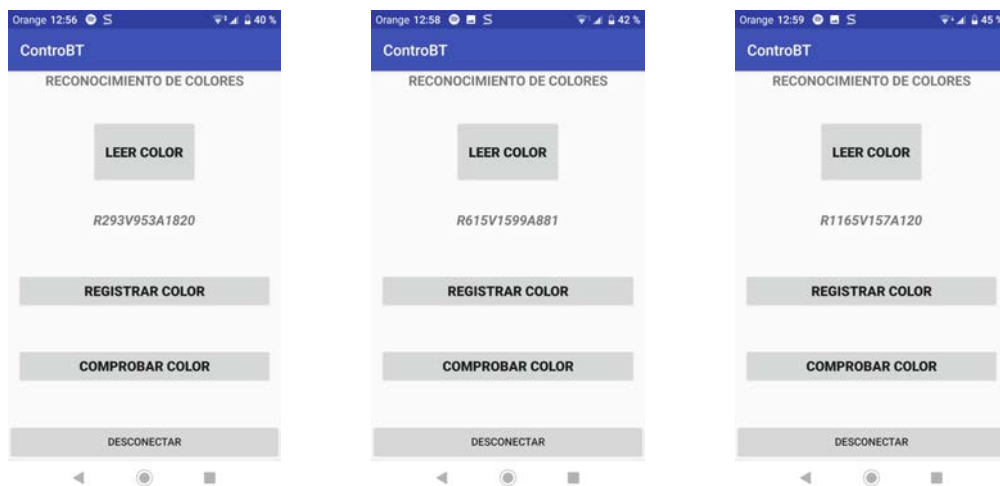 Orange 12:56 40 %
ControBT
RECONOCIMIENTO DE COLORES
LEER COLOR
R293V953A1820
REGISTRAR COLOR
COMPROBAR COLOR
DESCONECTAR
Orange 12:58 42 %
ControBT
RECONOCIMIENTO DE COLORES
LEER COLOR
R615V1599A881
REGISTRAR COLOR
COMPROBAR COLOR
DESCONECTAR
Orange 12:59 45 %
ControBT
RECONOCIMIENTO DE COLORES
LEER COLOR
R1165V157A120
REGISTRAR COLOR
COMPROBAR COLOR
DESCONECTAR